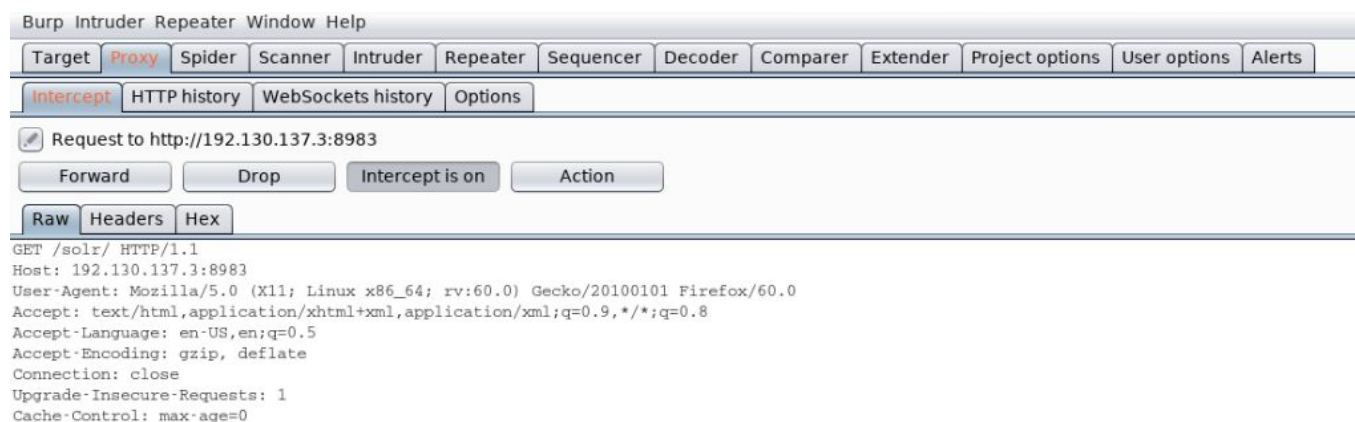 Burp Intruder Repeater Window Help
Target Proxy Spider Scanner Intruder Repeater Sequencer Decoder Comparer Extender Project options User options Alerts
Intercept HTTP history WebSockets history Options
Request to http://192.130.137.3:8983
Forward Drop Intercept is on Action
Raw Headers Hex
GET /solr/ HTTP/1.1
Host: 192.130.137.3:8983
User-Agent: Mozilla/5.0 (X11; Linux x86_64; rv:60.0) Gecko/20100101 Firefox/60.0
Accept: text/html,application/xhtml+xml,application/xml;q=0.9,*/*;q=0.8
Accept-Language: en-US,en;q=0.5
Accept-Encoding: gzip, deflate
Connection: close
Upgrade-Insecure-Requests: 1
Cache-Control: max-age=0